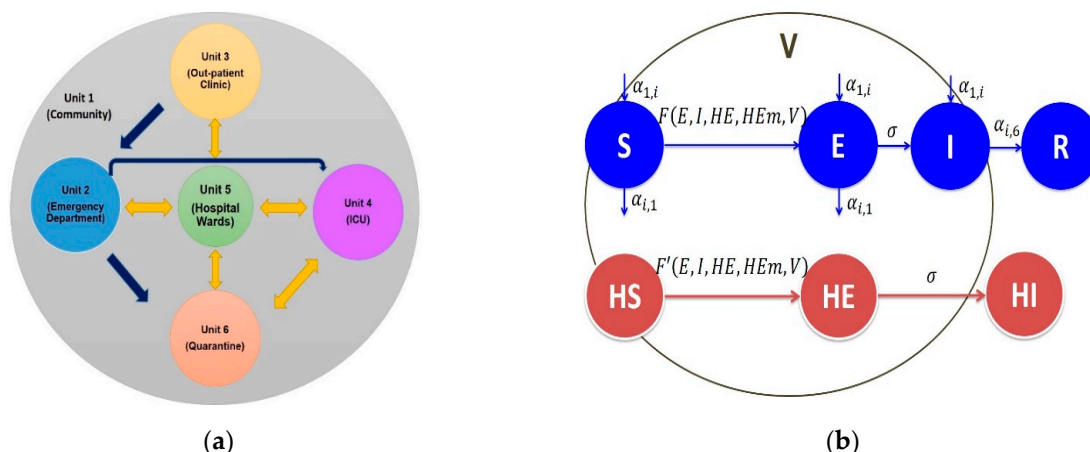 Unit 3
(Out-patient
Clinic)
Unit 1
(Community)
Unit 2
(Emergency
Department)
Unit 5
(Hospital
Wards)
Unit 4
(ICU)
Unit 6
(Quarantine)
(a)
V
α1,i
α1,i
α1,i
S
F(E, I, HE, HEm, V)
E
σ
I
αi,6
R
αi,1
αi,1
HS
F′(E, I, HE, HEm, V)
HE
σ
HI
(b)